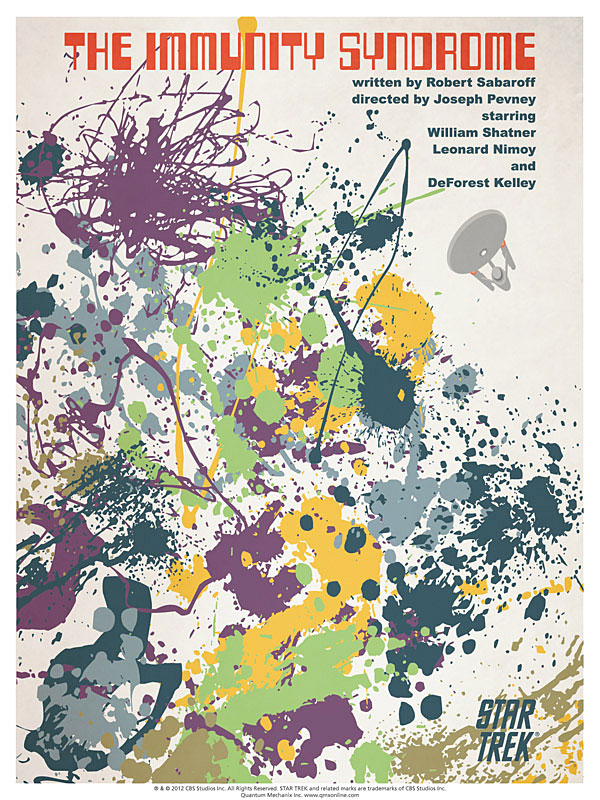 THE IMMUNITY SYNDROME
written by Robert Sabaroff
directed by Joseph Pevney
starring
William Shatner
Leonard Nimoy
and
DeForest Kelley
STAR
TREK®
® & © 2012 CBS Studios Inc. All Rights Reserved. STAR TREK and related marks are trademarks of CBS Studios Inc.
Quantum Mechanix Inc. www.qmxonline.com